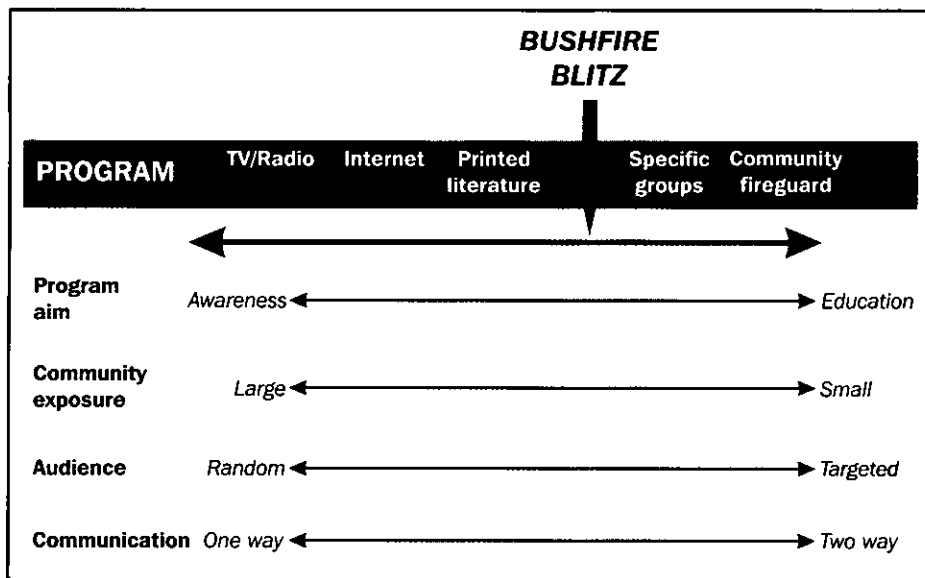 BUSHFIRE
BLITZ
PROGRAM TV/Radio Internet Printed literature Specific groups Community fireguard
Program aim Awareness Education
Community exposure Large Small
Audience Random Targeted
Communication One way Two way